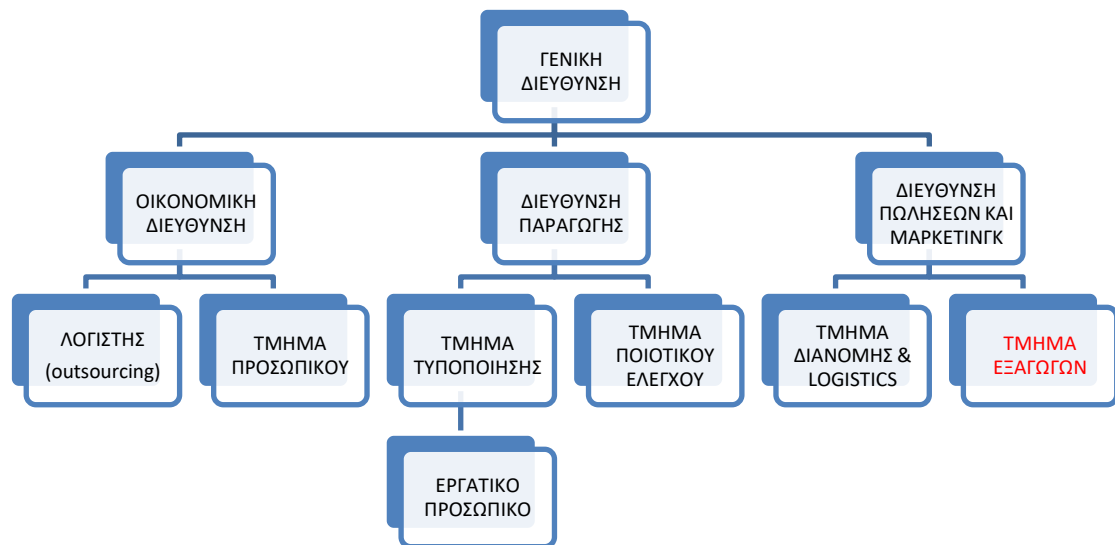 ΓΕΝΙΚΗ
ΔΙΕΥΘΥΝΣΗ
ΟΙΚΟΝΟΜΙΚΗ
ΔΙΕΥΘΥΝΣΗ
ΔΙΕΥΘΥΝΣΗ
ΠΑΡΑΓΩΓΗΣ
ΔΙΕΥΘΥΝΣΗ
ΠΩΛΗΣΕΩΝ ΚΑΙ
ΜΑΡΚΕΤΙΝΓΚ
ΛΟΓΙΣΤΗΣ
(outsourcing)
ΤΜΗΜΑ
ΠΡΟΣΩΠΙΚΟΥ
ΤΜΗΜΑ
ΤΥΠΟΠΟΙΗΣΗΣ
ΤΜΗΜΑ
ΠΟΙΟΤΙΚΟΥ
ΕΛΕΓΧΟΥ
ΤΜΗΜΑ
ΔΙΑΝΟΜΗΣ &
LOGISTICS
ΤΜΗΜΑ
ΕΞΑΓΩΓΩΝ
ΕΡΓΑΤΙΚΟ
ΠΡΟΣΩΠΙΚΟ